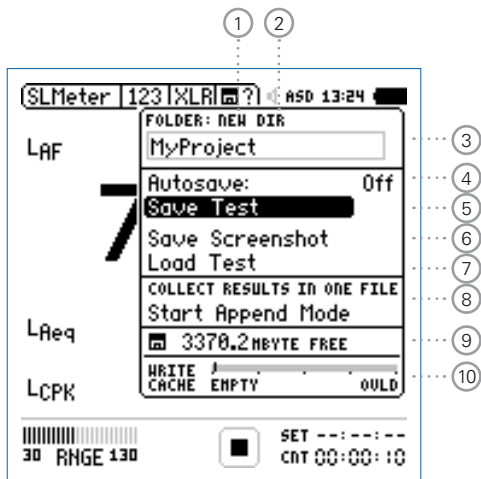 1 2
SLMeter 123 XLR ? ASD 13:24
FOLDER: NEW DIR
MyProject
3
LAF
Autosave: Off
4
7
Save Test
5
Save Screenshot
6
Load Test
7
COLLECT RESULTS IN ONE FILE
8
Start Append Mode
LAeq
3370.2 MBYTE FREE
9
WRITE
CACHE EMPTY OVLD
10
LCPK
30 RNGE 130
SET --:--:--
CNT 00:00:10